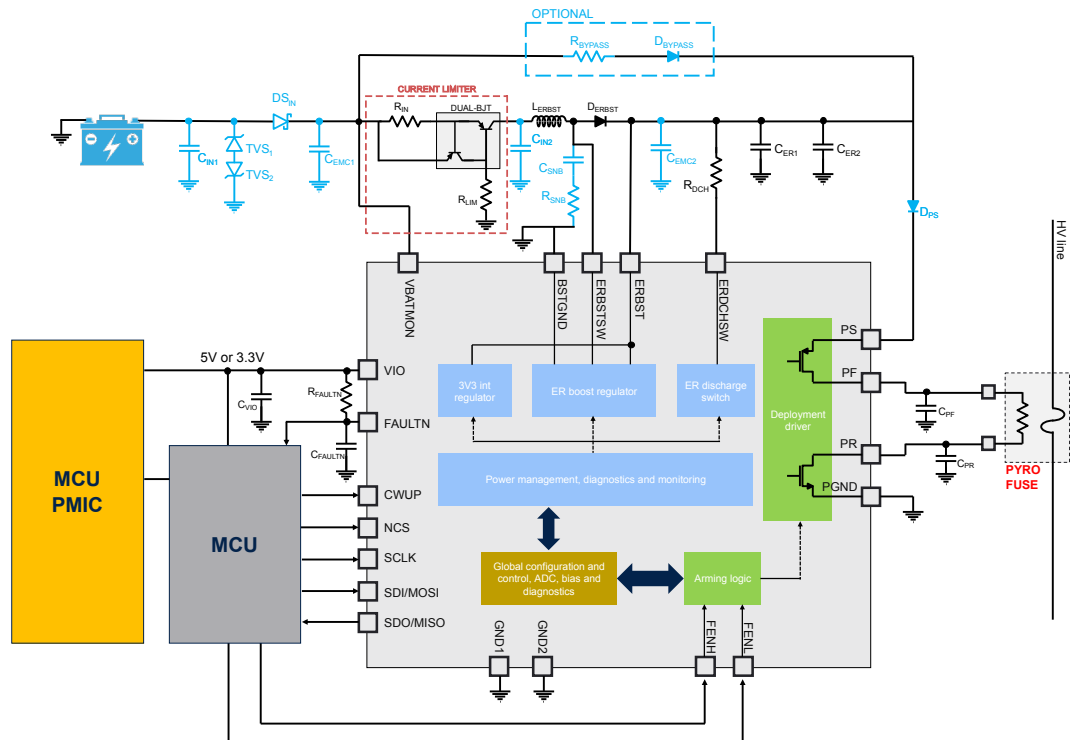 OPTIONAL
RBYPASS
DBYPASS
CURRENT LIMITER
DSIN
RIN
DUAL-BJT
LERBST
DERBST
CIN1
TVS1
TVS2
CEMC1
CIN2
CSNB
RSNB
RLIM
CEMC2
RDCH
CER1
CER2
DPS
HV line
VBATMON
BSTGND
ERBSTSW
ERBST
ERDCHSW
5V or 3.3V
VIO
CVIO
RFAULTN
FAULTN
CFAULTN
3V3 int
regulator
ER boost regulator
ER discharge
switch
Deployment
driver
PS
PF
PR
PGND
CPF
CPR
PYRO
FUSE
MCU
PMIC
MCU
CWUP
NCS
SCLK
SDI/MOSI
SDO/MISO
Power management, diagnostics and monitoring
Global configuration and
control, ADC, bias and
diagnostics
Arming logic
GND1
GND2
FENH
FENL